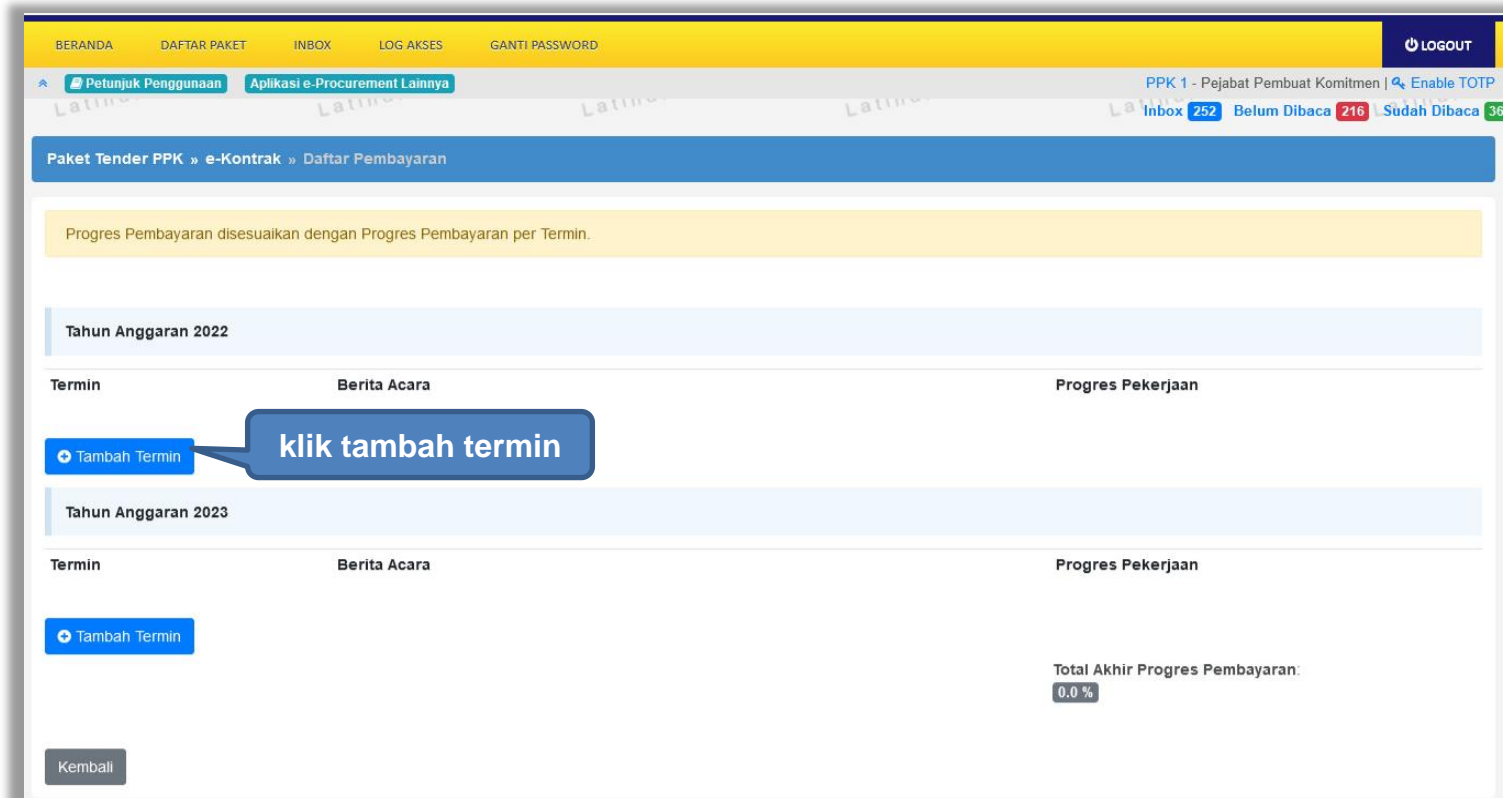 BERANDA DAFTAR PAKET INBOX LOG AKSES GANTI PASSWORD LOGOUT
Petunjuk Penggunaan Aplikasi e-Procurement Lainnya PPK 1 - Pejabat Pembuat Komitmen | Enable TOTP
Inbox 252 Belum Dibaca 216 Sudah Dibaca 36
Paket Tender PPK » e-Kontrak » Daftar Pembayaran
Progres Pembayaran disesuaikan dengan Progres Pembayaran per Termin.
Tahun Anggaran 2022
Termin Berita Acara Progres Pekerjaan
Tambah Termin klik tambah termin
Tahun Anggaran 2023
Termin Berita Acara Progres Pekerjaan
Tambah Termin
Total Akhir Progres Pembayaran:
0.0 %
Kembali